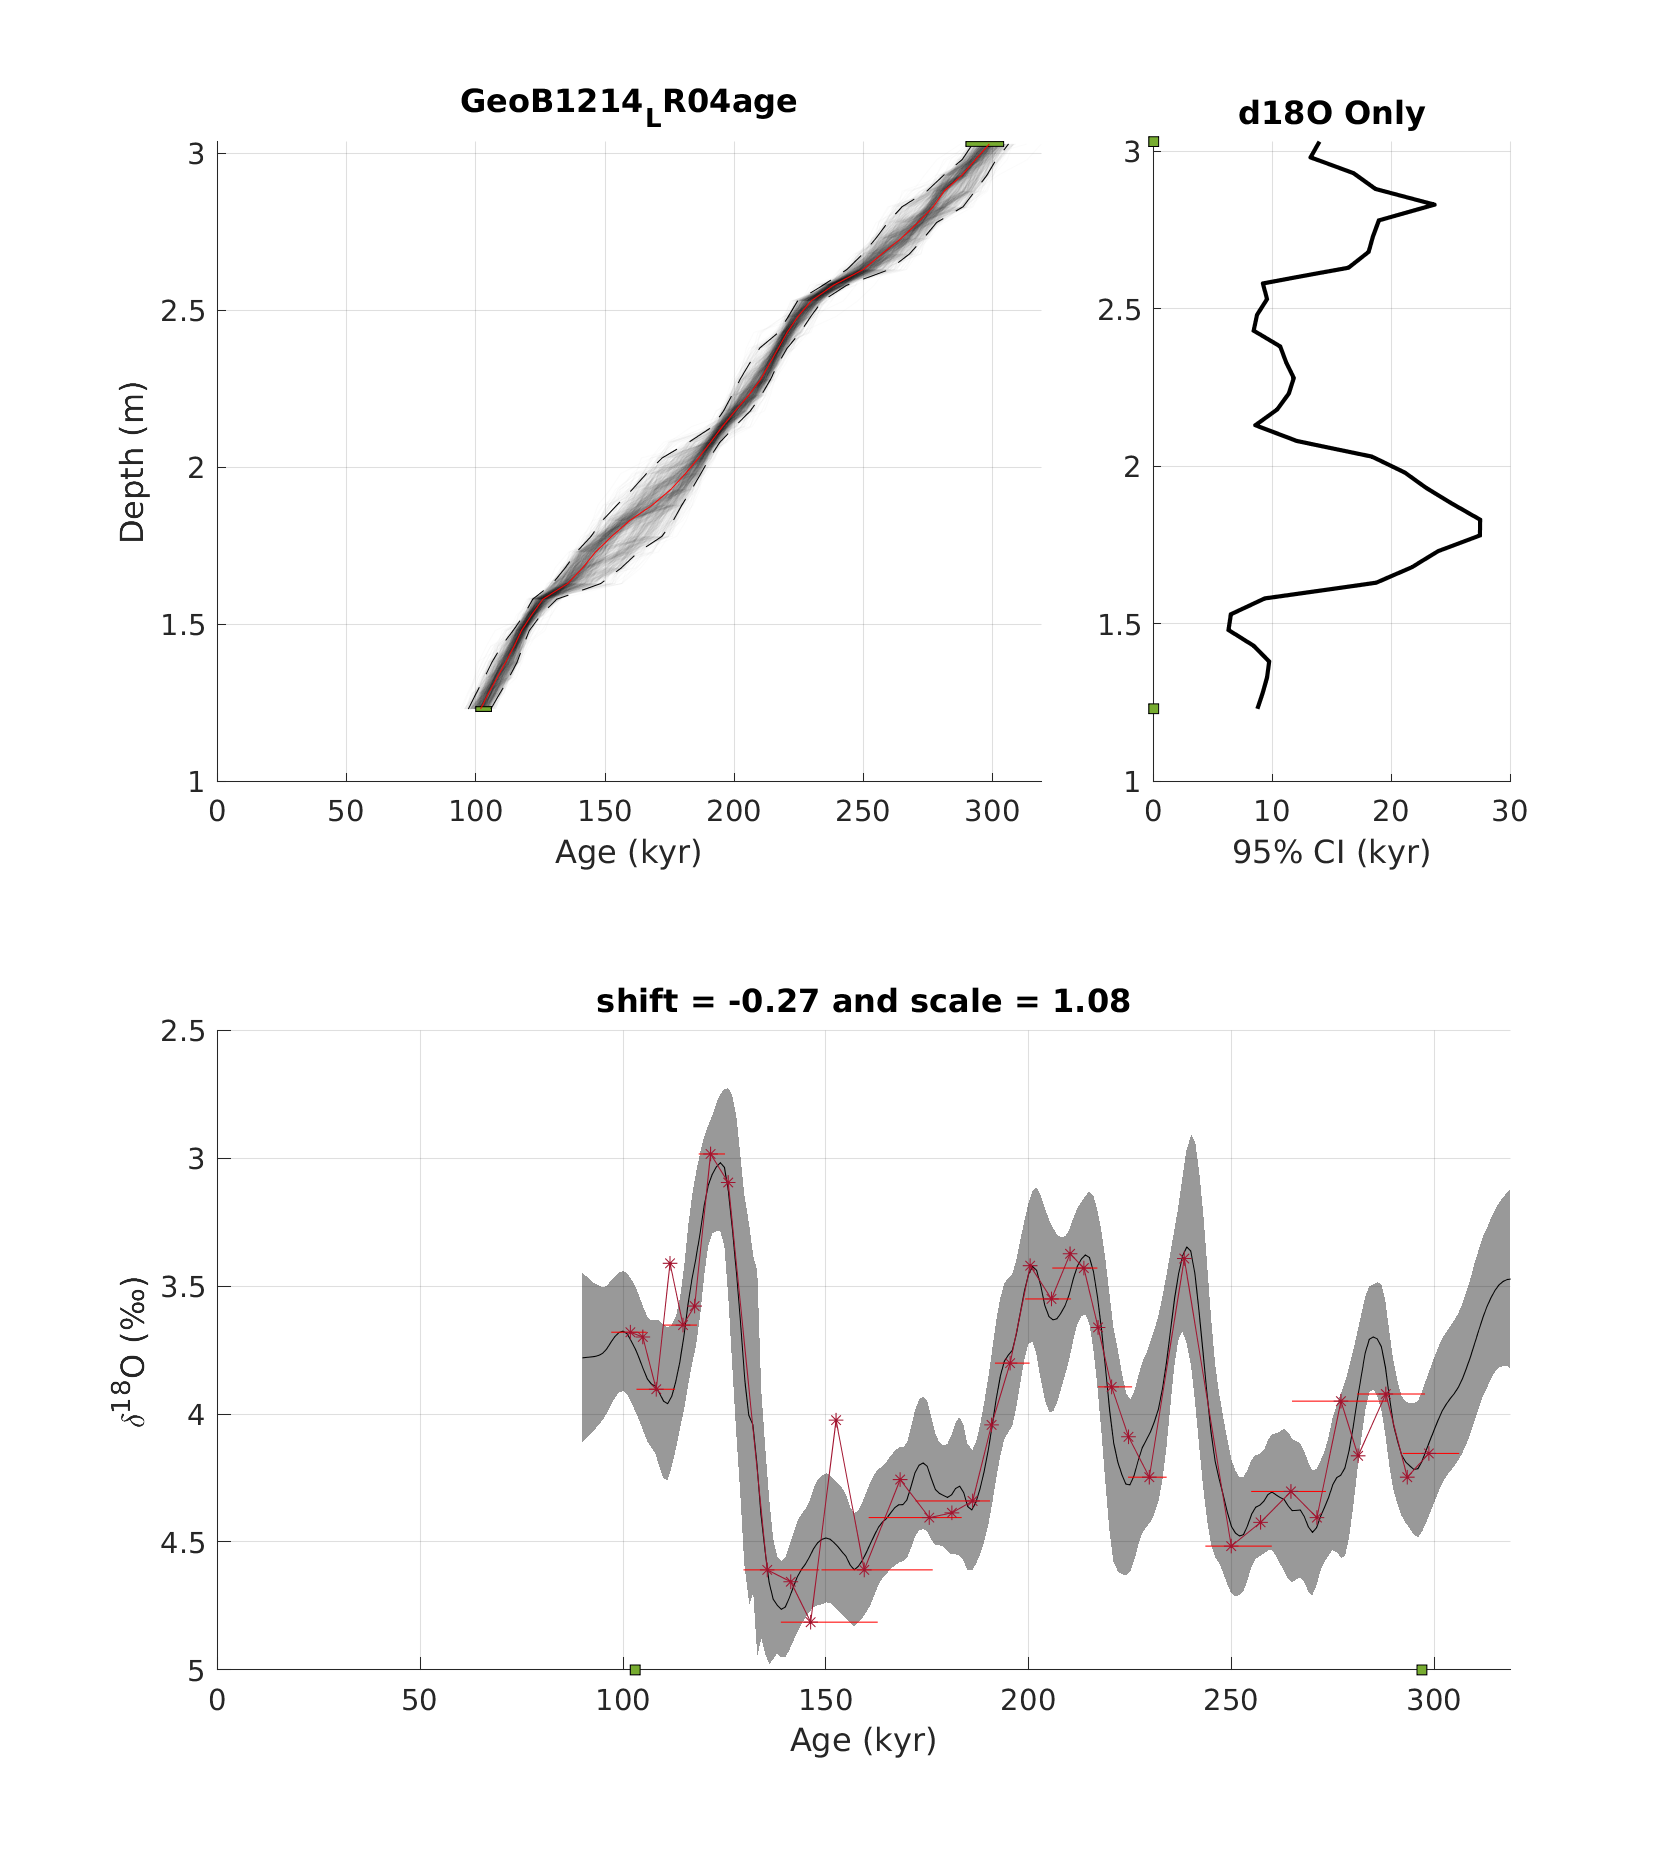 GeoB1214_LR04age
d18O Only
3
2.5
2
1.5
1
Depth (m)
0 50 100 150 200 250 300
Age (kyr)
3
2.5
2
1.5
1
0 10 20 30
95% CI (kyr)
shift = -0.27 and scale = 1.08
2.5
3
3.5
4
4.5
5
δ18O (‰)
0 50 100 150 200 250 300
Age (kyr)